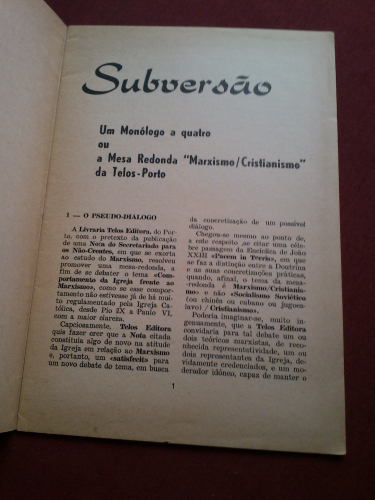 Subversão
Um Monólogo a quatro
ou
a Mesa Redonda "Marxismo/Cristianismo"
da Telos-Porto
1 — O PSEUDO-DIALOGO
A Livraria Telos Editora, do Por-
to, com o pretexto da publicação
de uma Nota do Secretariado para
os Não-Crentes, em que se exorta
ao estudo do Marxismo, resolveu
promover uma mesa-redonda, a
fim de se debater o tema «Com-
portamento da Igreja frente ao
Marxismo», como se esse compor-
tamento não estivesse já de há mui-
to regulamentado pela Igreja Ca-
tólica, desde Pio IX a Paulo VI,
com a maior clareza.
Capciosamente, Telos Editora
quis fazer crer que a Nota citada
constituía algo de novo na atitude
da Igreja em relação ao Marxismo
e, portanto, um «satisfecit» para
um novo debate do tema, em busca
da concretização de um possível
diálogo.
Chegou-se mesmo ao ponto de,
a este respeito ,se citar uma céle-
bre passagem da Encíclica de João
XXIII «Pacem in Terris», em que
se faz a distinção entre a Doutrina
e as suas concretizações práticas,
quando, afinal, o tema da mesa-
-redonda é Marxismo/Cristianis-
mo» e não «Socialismo Soviético
(ou chinês ou cubano ou jugos-
lavo) / Cristianismo».
Poderia imaginar-se, muito in-
genuamente, que a Telos Editora
convidaria para tal debate um ou
dois teóricos marxistas, de reco-
nhecida representatividade, um ou
dois representantes da Igreja, de-
vidamente credenciados, e um mo-
derador idóneo, capaz de manter o
1